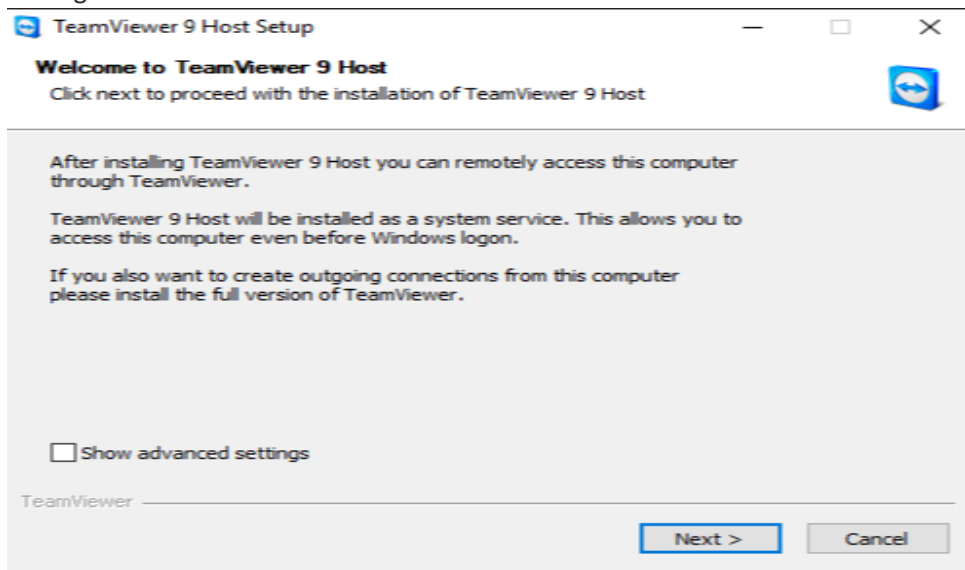 TeamViewer 9 Host Setup
Welcome to TeamViewer 9 Host
Click next to proceed with the installation of TeamViewer 9 Host
After installing TeamViewer 9 Host you can remotely access this computer
through TeamViewer.
TeamViewer 9 Host will be installed as a system service. This allows you to
access this computer even before Windows logon.
If you also want to create outgoing connections from this computer
please install the full version of TeamViewer.
Show advanced settings
TeamViewer
Next > Cancel